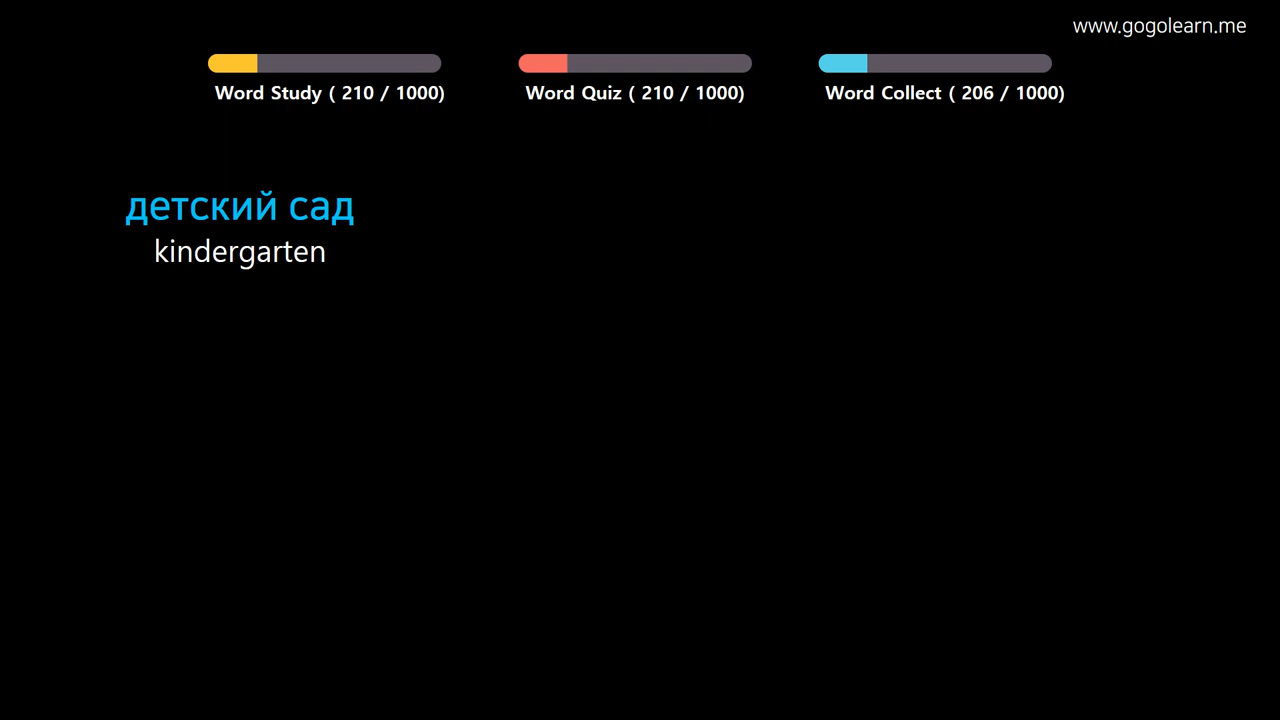 www.gogolearn.me
Word Study ( 210 / 1000)
Word Quiz ( 210 / 1000)
Word Collect ( 206 / 1000)
детский сад
kindergarten